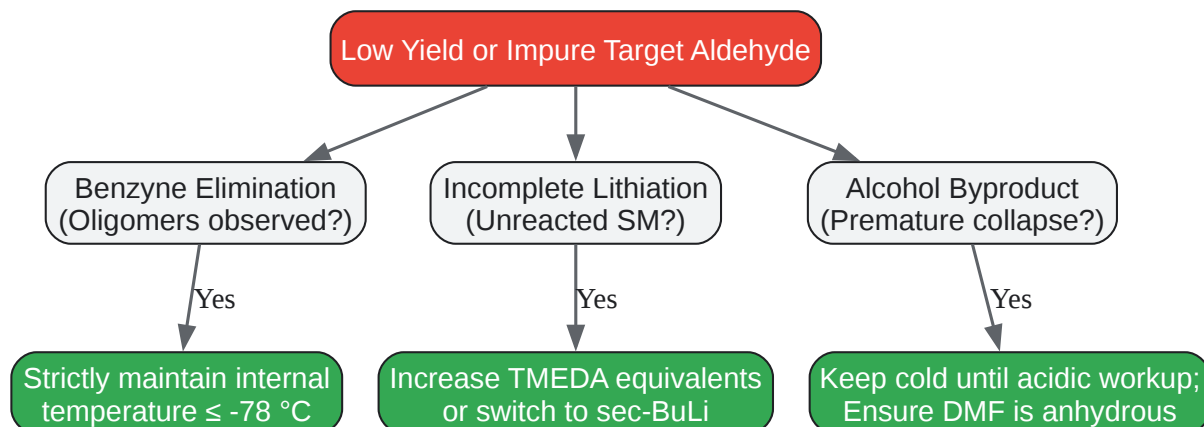 Low Yield or Impure Target Aldehyde
Benzyne Elimination
(Oligomers observed?)
Incomplete Lithiation
(Unreacted SM?)
Alcohol Byproduct
(Premature collapse?)
Yes
Yes
Yes
Strictly maintain internal
temperature ≤ -78 °C
Increase TMEDA equivalents
or switch to sec-BuLi
Keep cold until acidic workup;
Ensure DMF is anhydrous